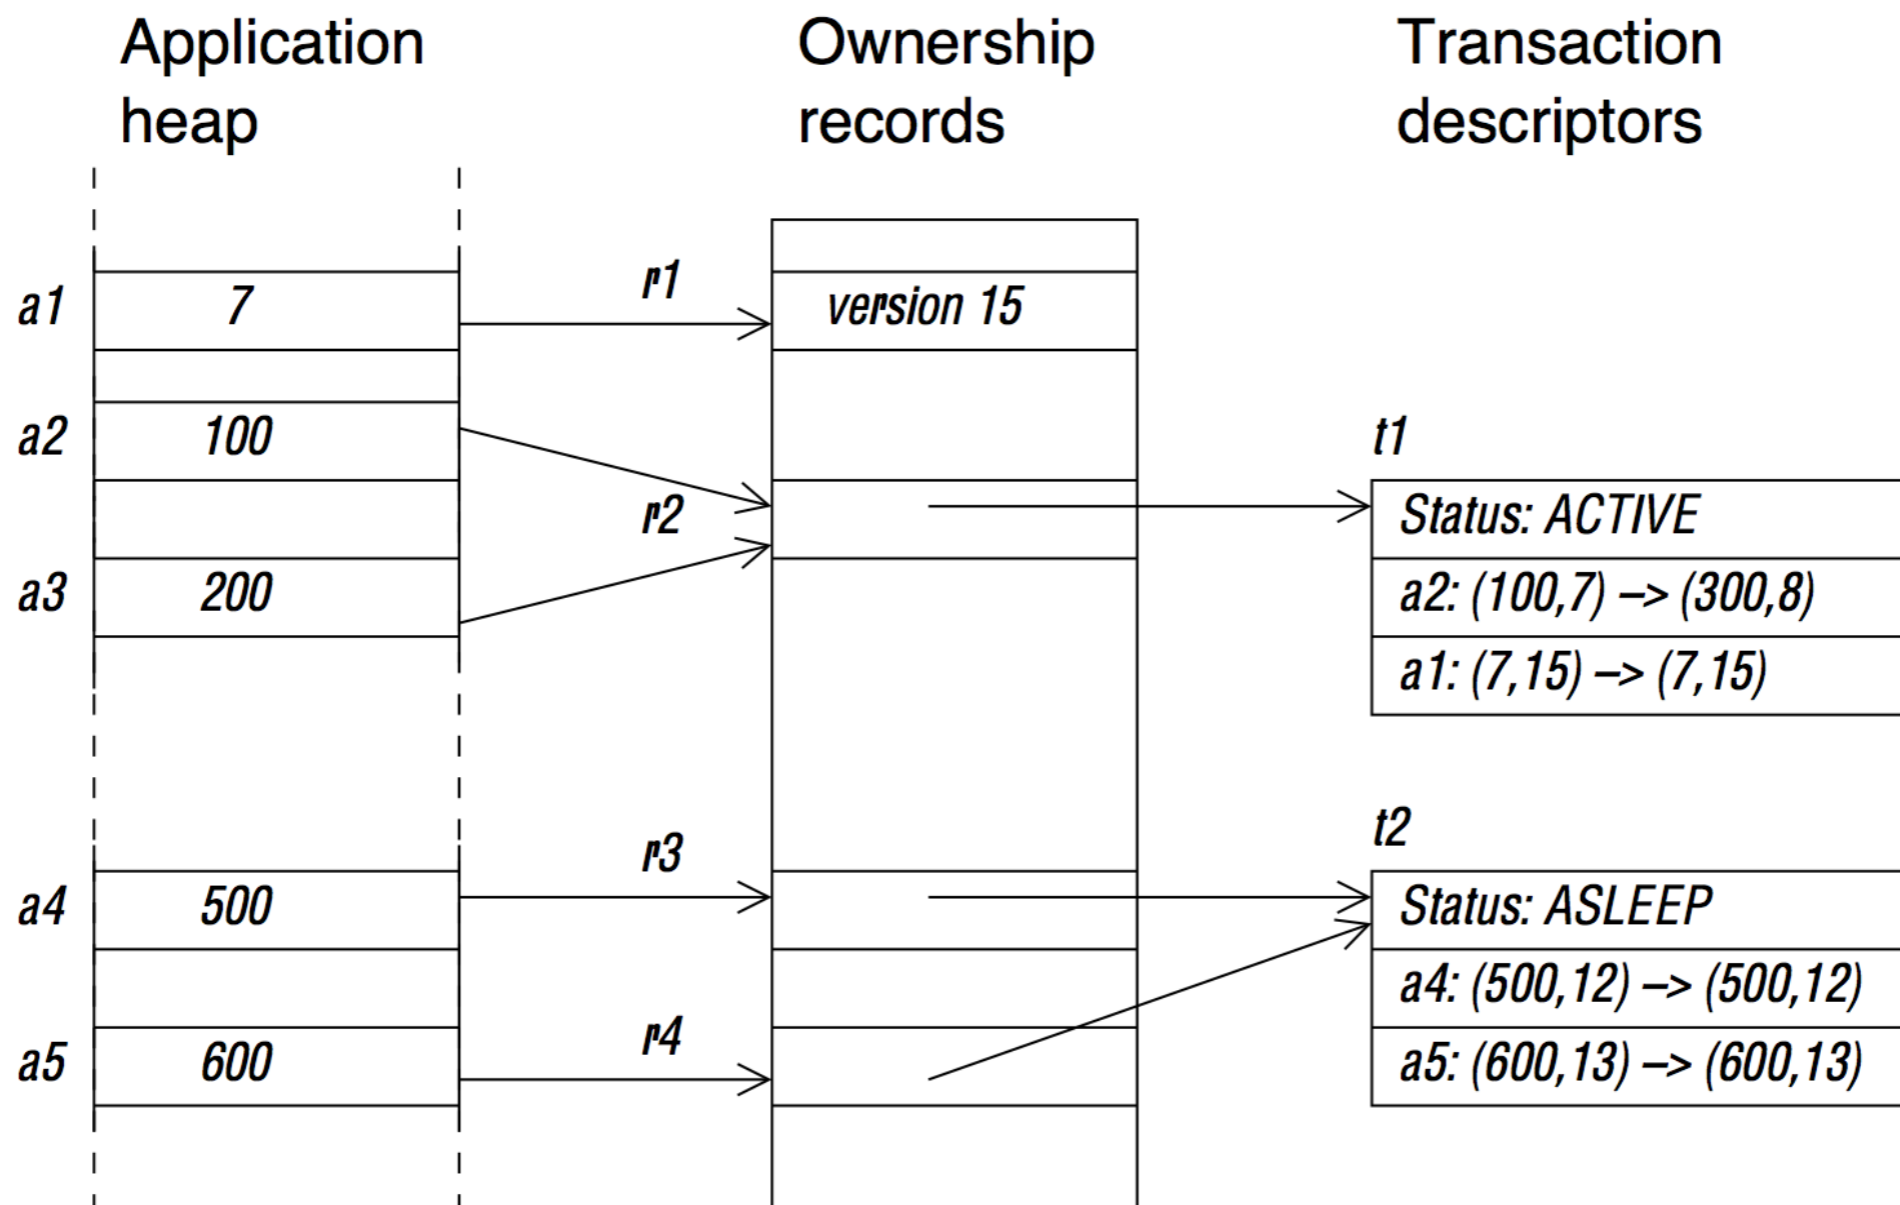 Application
heap
Ownership
records
Transaction
descriptors
a1
7
r1
version 15
a2
100
r2
t1
Status: ACTIVE
a3
200
a2: (100,7) –> (300,8)
a1: (7,15) –> (7,15)
t2
r3
a4
500
Status: ASLEEP
a4: (500,12) –> (500,12)
r4
a5
600
a5: (600,13) –> (600,13)